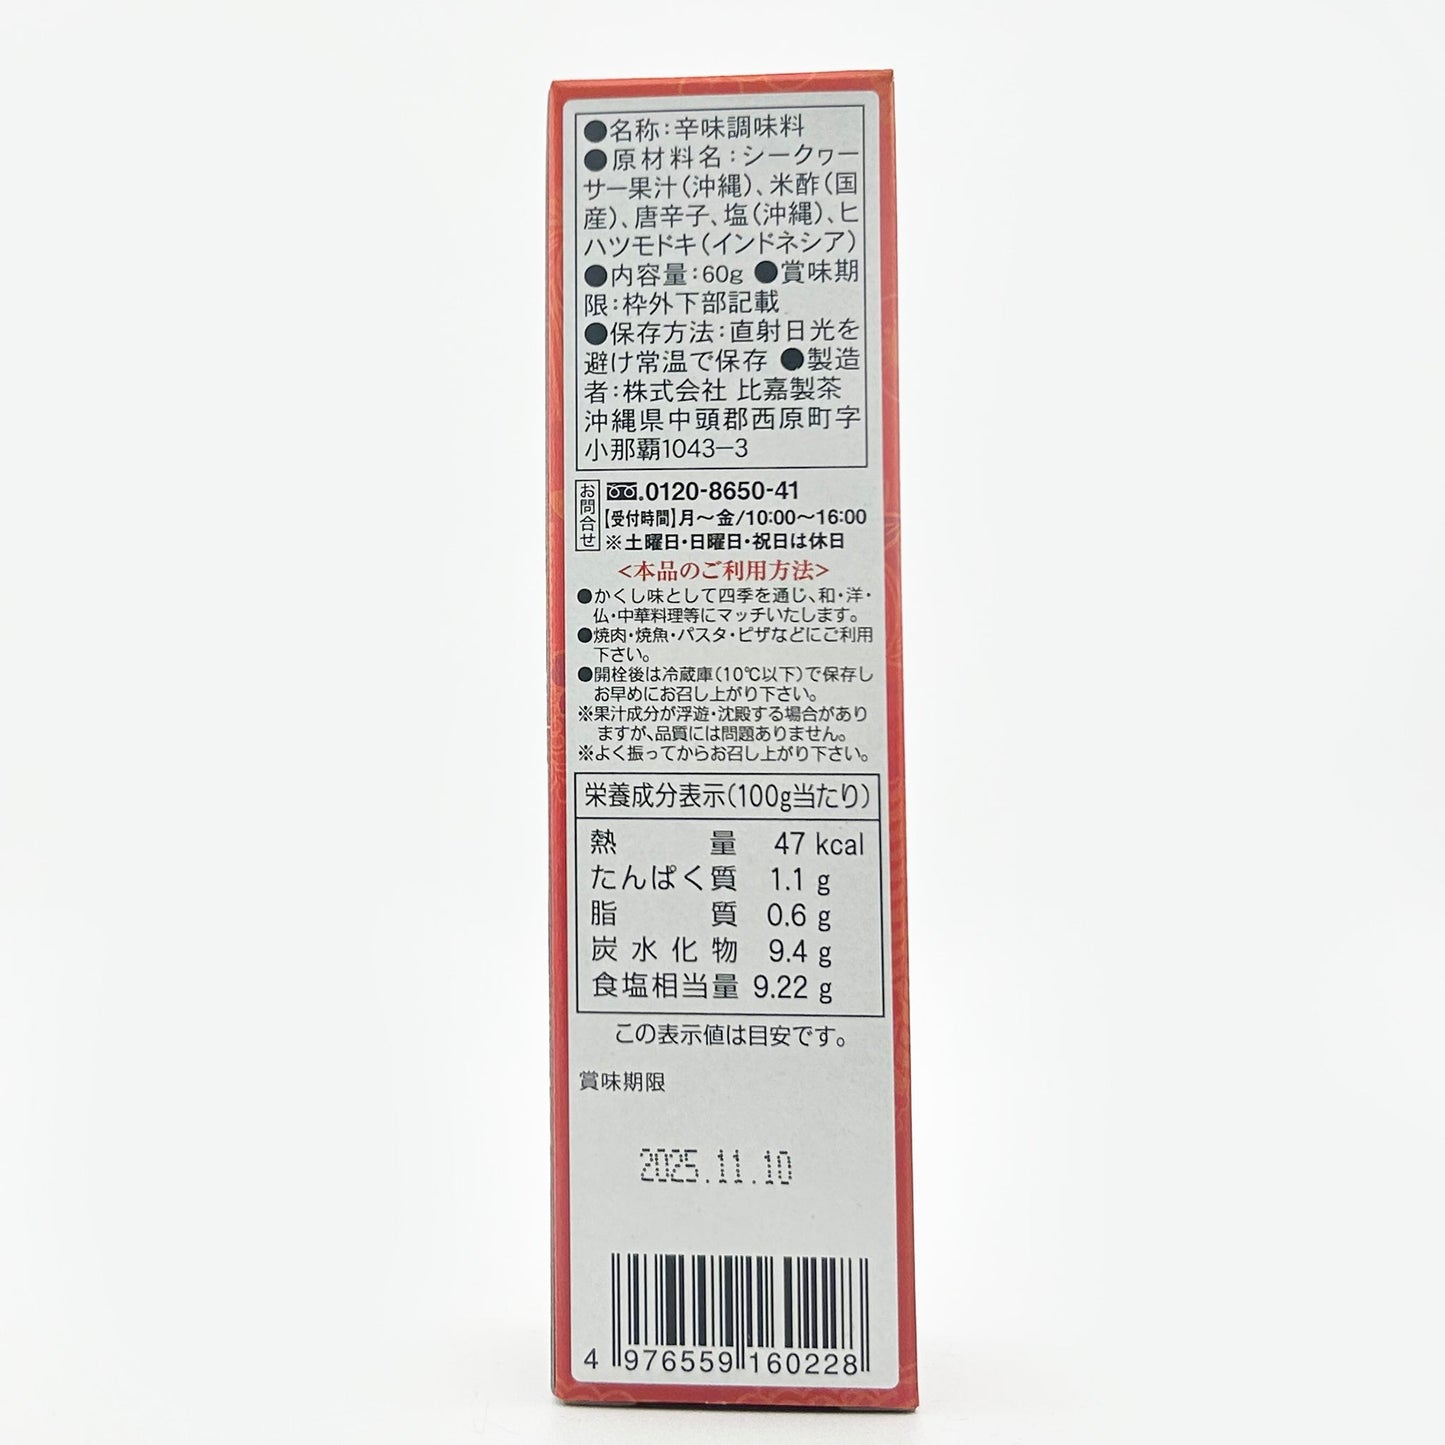 ●名称:辛味調味料
●原材料名:シークヮー
サー果汁(沖縄)、米酢(国
産)、唐辛子、塩(沖縄)、ヒ
ハツモドキ(インドネシア)
●内容量:60g ●賞味期
限:枠外下部記載
●保存方法:直射日光を
避け常温で保存 ●製造
者:株式会社 比嘉製茶
沖縄県中頭郡西原町字
小那覇1043-3
お問合せ
.0120-8650-41
【受付時間】月〜金/10:00〜16:00
※土曜日・日曜日・祝日は休日
<本品のご利用方法>
●かくし味として四季を通じ、和・洋・
仏・中華料理等にマッチいたします。
●焼肉・焼魚・パスタ・ピザなどにご利用
下さい。
●開栓後は冷蔵庫(10℃以下)で保存し
お早めにお召し上がり下さい。
※果汁成分が浮遊・沈殿する場合があり
ますが、品質には問題ありません。
※よく振ってからお召し上がり下さい。
栄養成分表示(100g当たり)
熱量 47 kcal
たんぱく質 1.1 g
脂質 0.6 g
炭水化物 9.4 g
食塩相当量 9.22 g
この表示値は目安です。
賞味期限
2025.11.10
4 976559 160228